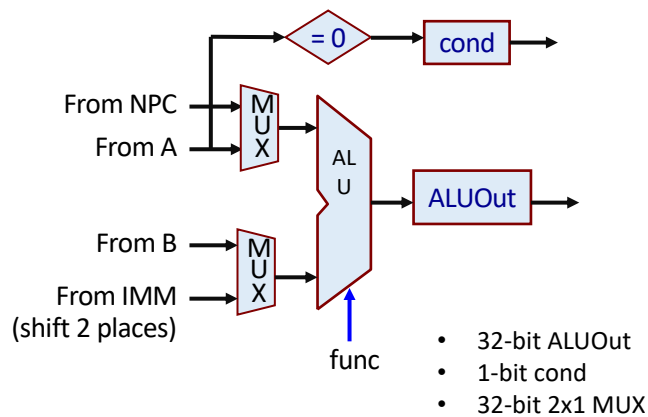 = 0
cond
From NPC
From A
M
U
X
AL
U
ALUOut
From B
From IMM
(shift 2 places)
M
U
X
func
• 32-bit ALUOut
• 1-bit cond
• 32-bit 2x1 MUX